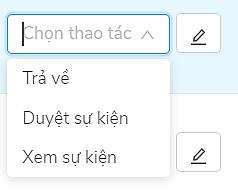 Chọn thao tác
Trả về
Duyệt sự kiện
Xem sự kiện